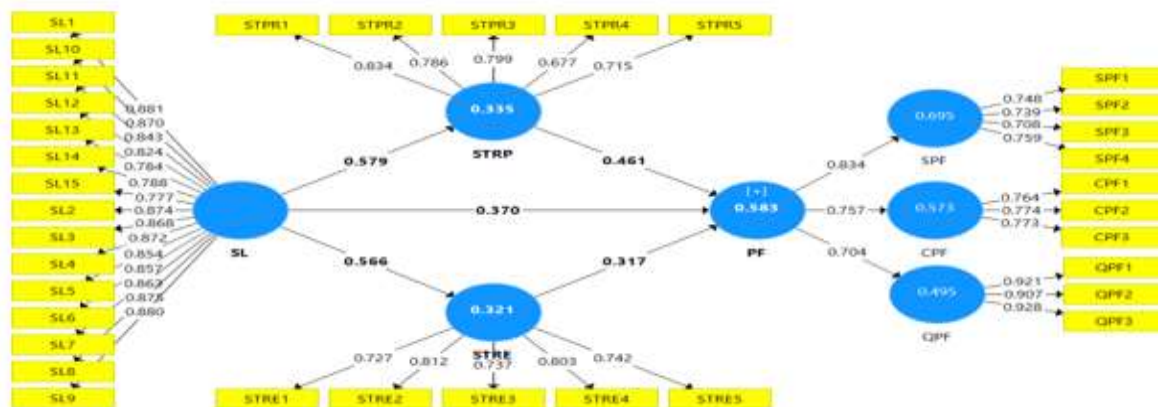 SL1
SL10
SL11
SL12
SL13
SL14
SL15
SL2
SL3
SL4
SL5
SL6
SL7
SL8
SL9
0.881
0.870
0.843
0.824
0.784
0.788
0.777
0.874
0.868
0.872
0.854
0.857
0.863
0.875
0.880
SL
STPR1 STPR2 STPR3 STPR4 STPR5
0.834 0.786 0.799 0.677 0.715
0.335
STRP
0.579
0.461
0.370
0.566
0.317
[+]
0.583
PF
0.321
STRE
0.727 0.812 0.737 0.803 0.742
STRE1 STRE2 STRE3 STRE4 STRE5
0.834
0.757
0.704
0.695
SPF
0.573
CPF
0.495
QPF
0.748
0.739
0.708
0.759
0.764
0.774
0.773
0.921
0.907
0.928
SPF1
SPF2
SPF3
SPF4
CPF1
CPF2
CPF3
QPF1
QPF2
QPF3